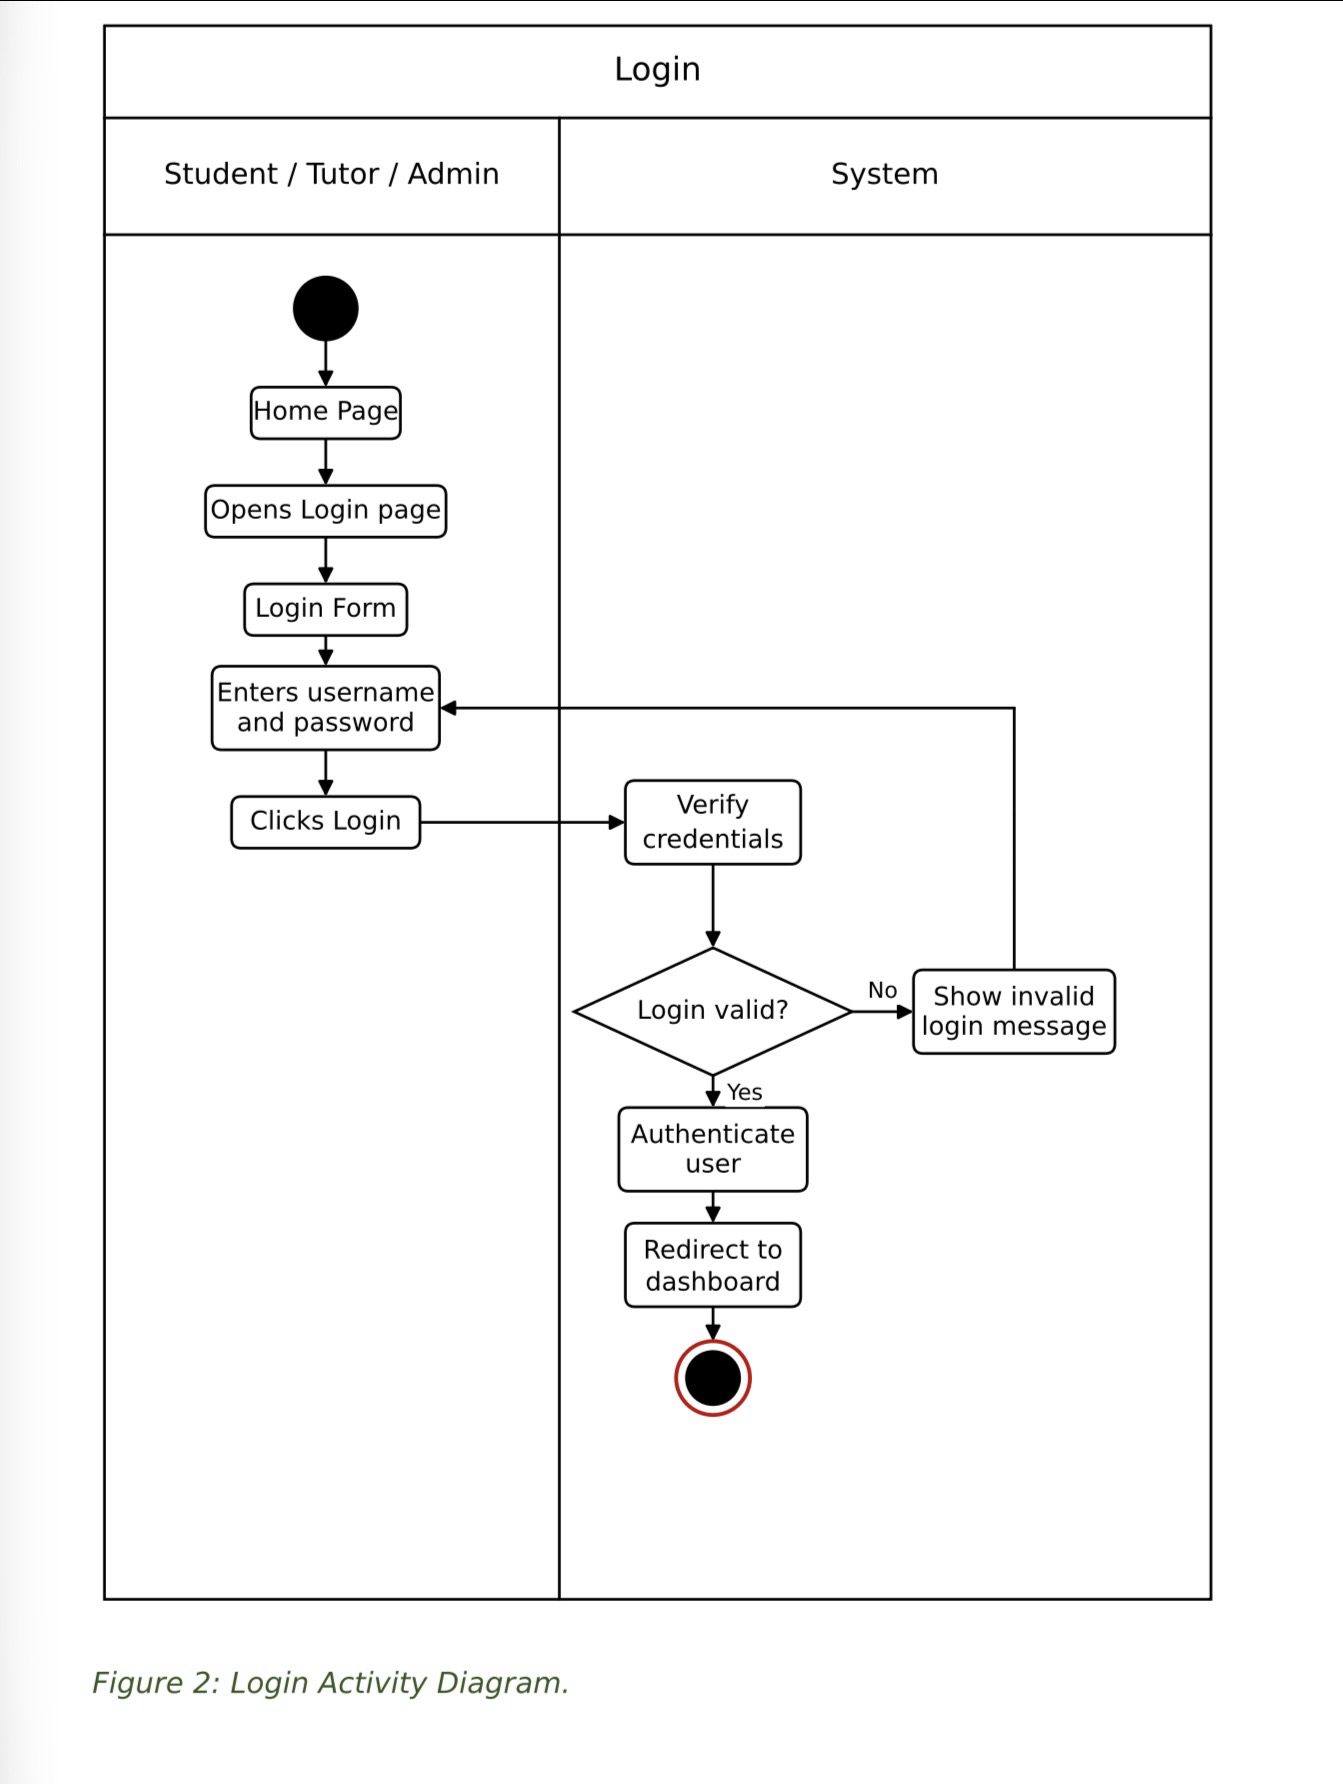 Login
Student / Tutor / Admin
System
Home Page
Opens Login page
Login Form
Enters username
and password
Clicks Login
Verify
credentials
Login valid?
No
Show invalid
login message
Yes
Authenticate
user
Redirect to
dashboard
Figure 2: Login Activity Diagram.